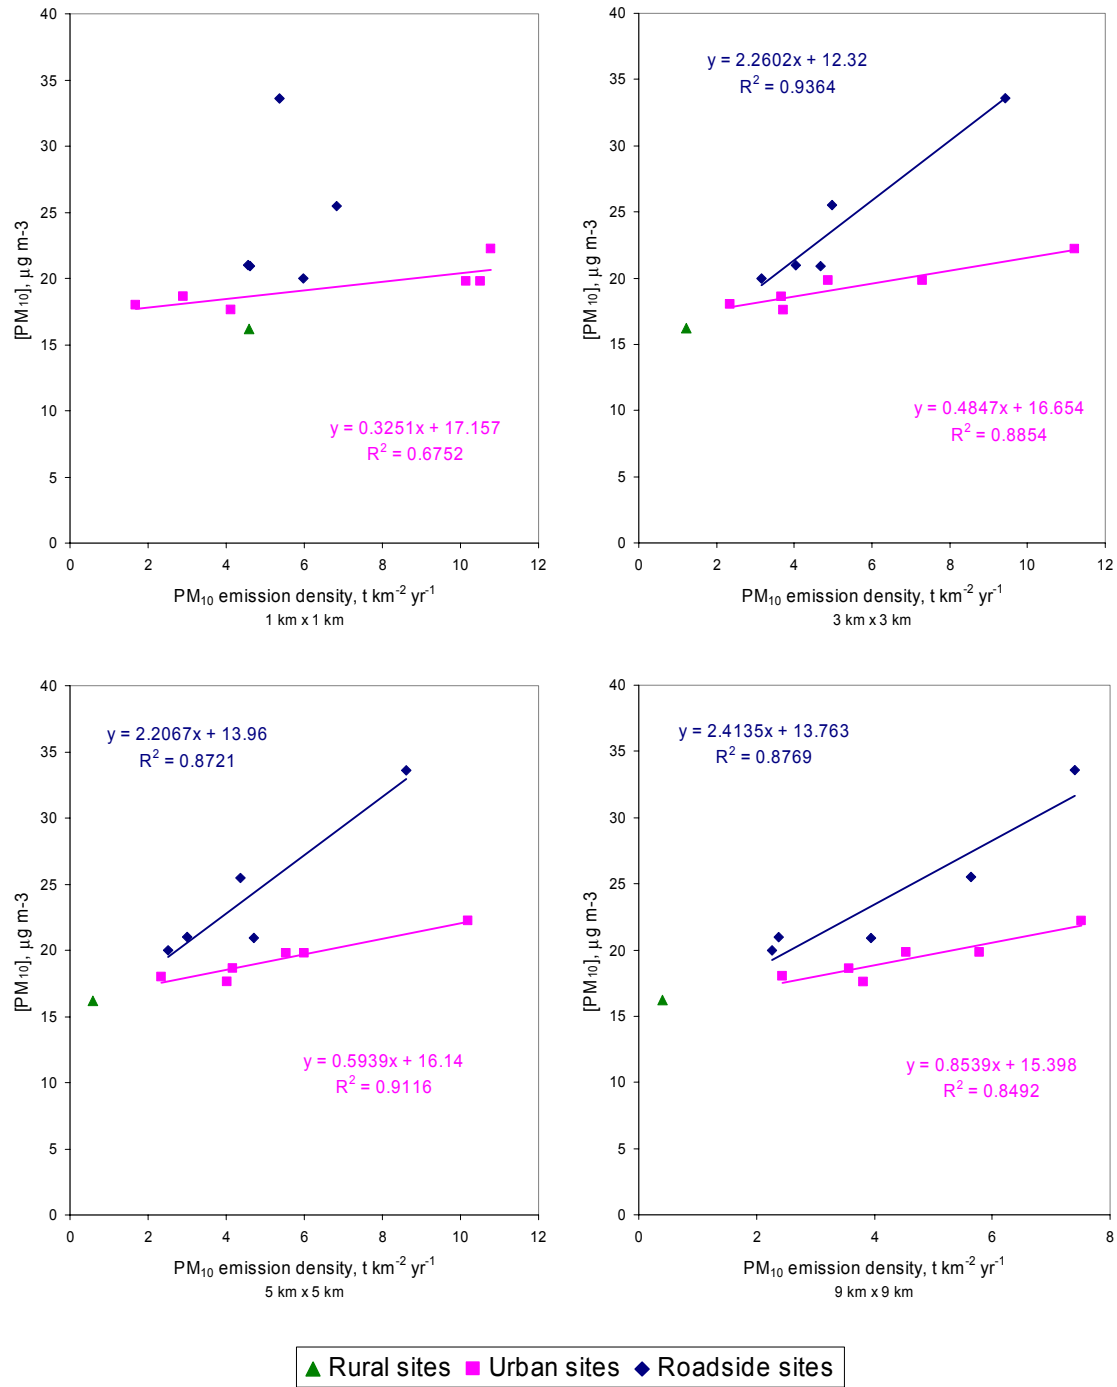 40
35
30
25
20
15
10
5
0
[PM10], µg m-3
y = 0.3251x + 17.157
R² = 0.6752
0 2 4 6 8 10 12
PM₁₀ emission density, t km⁻² yr⁻¹
1 km x 1 km
40
35
30
25
20
15
10
5
0
[PM10], µg m-3
y = 2.2602x + 12.32
R² = 0.9364
y = 0.4847x + 16.654
R² = 0.8854
0 2 4 6 8 10 12
PM₁₀ emission density, t km⁻² yr⁻¹
3 km x 3 km
40
35
30
25
20
15
10
5
0
[PM10], µg m-3
y = 2.2067x + 13.96
R² = 0.8721
y = 0.5939x + 16.14
R² = 0.9116
0 2 4 6 8 10 12
PM₁₀ emission density, t km⁻² yr⁻¹
5 km x 5 km
40
35
30
25
20
15
10
5
0
[PM10], µg m-3
y = 2.4135x + 13.763
R² = 0.8769
y = 0.8539x + 15.398
R² = 0.8492
0 2 4 6 8
PM₁₀ emission density, t km⁻² yr⁻¹
9 km x 9 km
Rural sites Urban sites Roadside sites